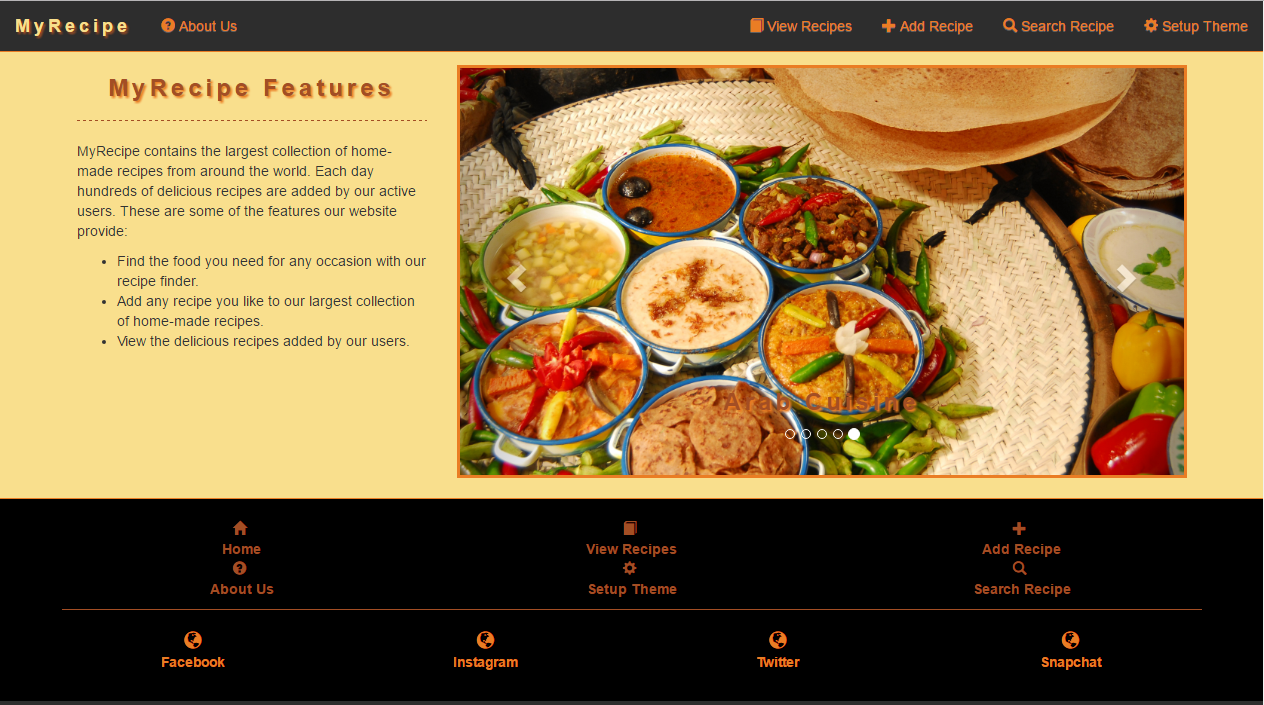 MyRecipe About Us View Recipes Add Recipe Search Recipe Setup Theme
MyRecipe Features
MyRecipe contains the largest collection of home-
made recipes from around the world. Each day
hundreds of delicious recipes are added by our active
users. These are some of the features our website
provide:
• Find the food you need for any occasion with our
recipe finder.
• Add any recipe you like to our largest collection
of home-made recipes.
• View the delicious recipes added by our users.
Arab Cuisine
Home View Recipes Add Recipe
About Us Setup Theme Search Recipe
Facebook Instagram Twitter Snapchat